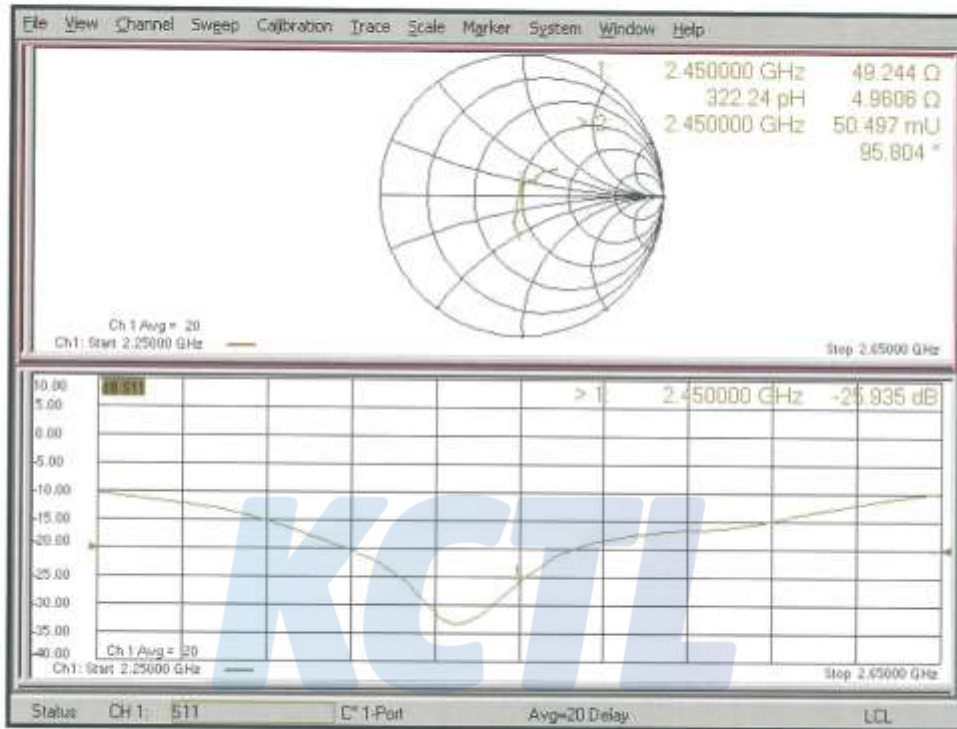 File View Channel Sweep Calibration Trace Scale Marker System Window Help
1 2.450000 GHz 49.244 Ω
322.24 pH 4.9606 Ω
> 2 2.450000 GHz 50.497 mU
95.804 °
Ch 1 Avg = 20
Ch1: Start 2.25000 GHz
Stop 2.65000 GHz
10.00
> 1 2.450000 GHz -25.935 dB
5.00
0.00
-5.00
-10.00
-15.00
-20.00
-25.00
-30.00
-35.00
-40.00
KCTL
Ch 1 Avg = 20
Ch1: Start 2.25000 GHz
Stop 2.65000 GHz
Status CH 1: S11 C* 1-Port Avg=20 Delay LCL